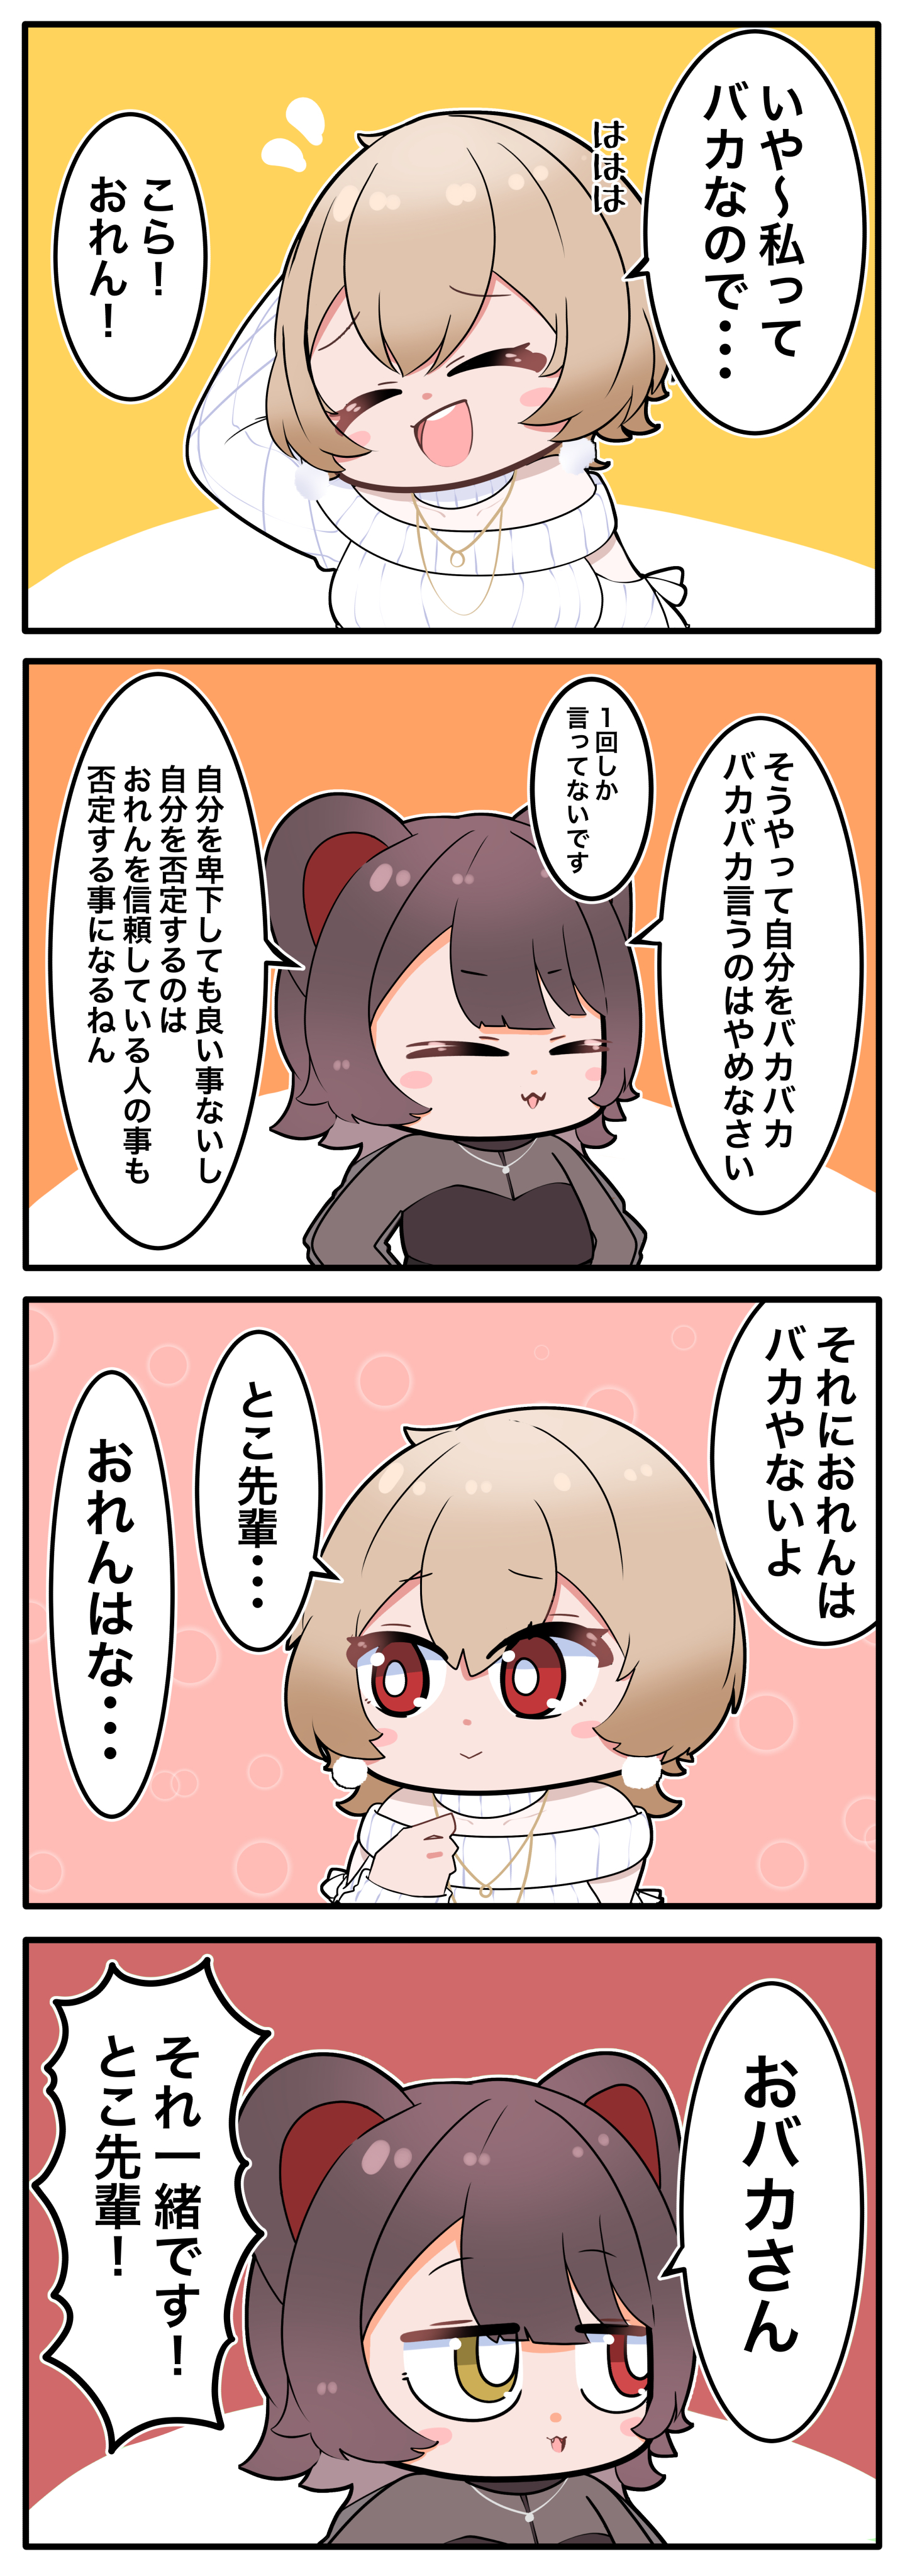 いや～私って
バカなので・・・
ははは
こら！
おれん！
そうやって自分をバカバカ
バカバカ言うのはやめなさい
1回しか
言ってないです
自分を卑下しても良い事ないし
自分を否定するのは
おれんを信頼している人の事も
否定する事になるねん
それにおれんは
バカやないよ
とこ先輩・・・
おれんはな・・・
おバカさん
それ一緒です！
とこ先輩！